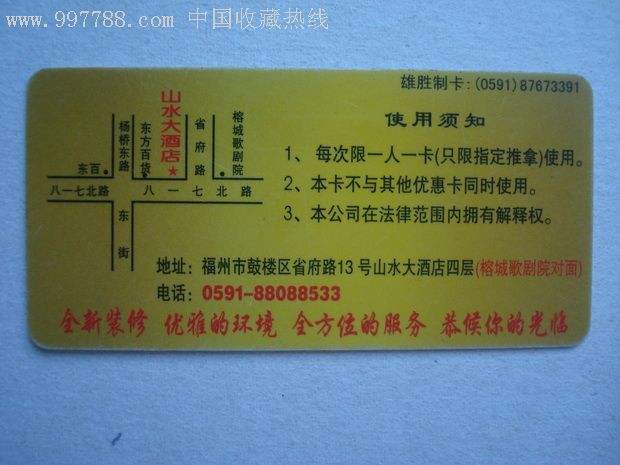 www.997788.com 中国收藏热线
雄胜制卡:(0591)87673391
使用须知
1、每次限一人一卡(只限指定推拿)使用。
2、本卡不与其他优惠卡同时使用。
3、本公司在法律范围内拥有解释权。
山水大酒店★
杨桥东路
东方百货
省府路
榕城歌剧院
东百
八一七北路
八一七北路
东街
地址：福州市鼓楼区省府路13号山水大酒店四层(榕城歌剧院对面)
电话：0591-88088533
全新装修 优雅的环境 全方位的服务 恭候你的光临